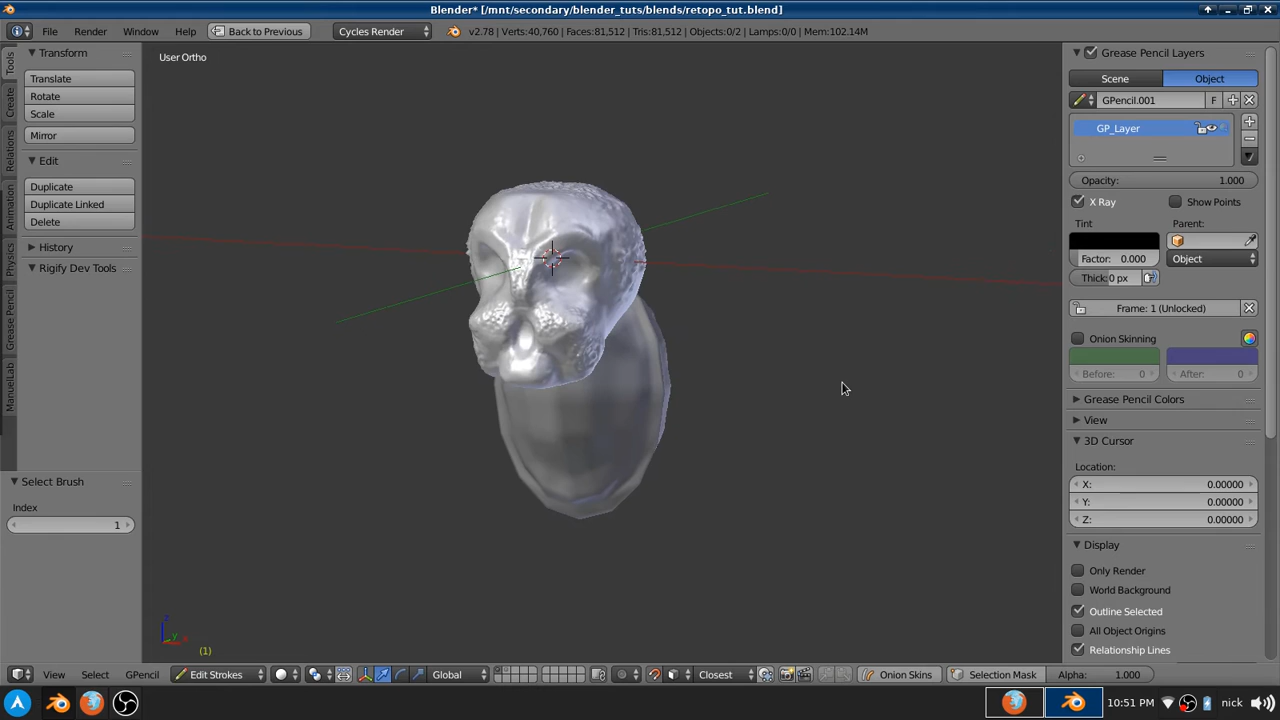 Blender* [/mnt/secondary/blender_tuts/blends/retopo_tut.blend]
File Render Window Help Back to Previous Cycles Render v2.78 | Verts:40,760 | Faces:81,512 | Tris:81,512 | Objects:0/2 | Lamps:0/0 | Mem:102.14M
Tools
Create
Relations
Animation
Physics
Grease Pencil
ManuelLab
Transform
Translate
Rotate
Scale
Mirror
Edit
Duplicate
Duplicate Linked
Delete
History
Rigify Dev Tools
Select Brush
Index
1
User Ortho
z
y
x
(1)
Grease Pencil Layers
Scene Object
GPencil.001 F
GP_Layer
Opacity: 1.000
X Ray Show Points
Tint Parent:
Factor: 0.000 Object
Thick: 0 px
Frame: 1 (Unlocked)
Onion Skinning
Before: 0 After: 0
Grease Pencil Colors
View
3D Cursor
Location:
X: 0.00000
Y: 0.00000
Z: 0.00000
Display
Only Render
World Background
Outline Selected
All Object Origins
Relationship Lines
View Select GPencil Edit Strokes Global Closest Onion Skins Selection Mask Alpha: 1.000
10:51 PM nick